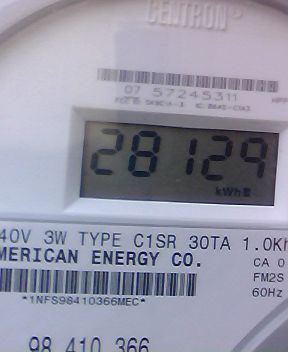 CENTRON®
07 57245311
28129
kWh
40V 3W TYPE C1SR 30TA 1.0Kh
MERICAN ENERGY CO.
CA 0
FM2S
60Hz
*1NFS98410366MEC*
98 410 366